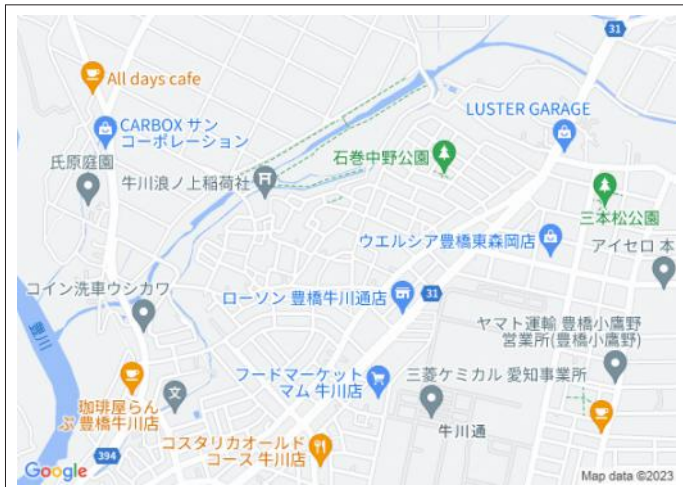 31
All days cafe
LUSTER GARAGE
CARBOX サン
コーポレーション
石巻中野公園
氏原庭園
牛川浪ノ上稲荷社
三本松公園
ウエルシア豊橋東森岡店
アイセロ 本
コイン洗車ウシカワ
ローソン 豊橋牛川通店
31
豊川
ヤマト運輸 豊橋小鷹野
営業所(豊橋小鷹野)
フードマーケット
マム 牛川店
三菱ケミカル 愛知事業所
珈琲屋らん
ぷ 豊橋牛川店
文
牛川通
コスタリカオールド
コース 牛川店
394
Google
Map data ©2023